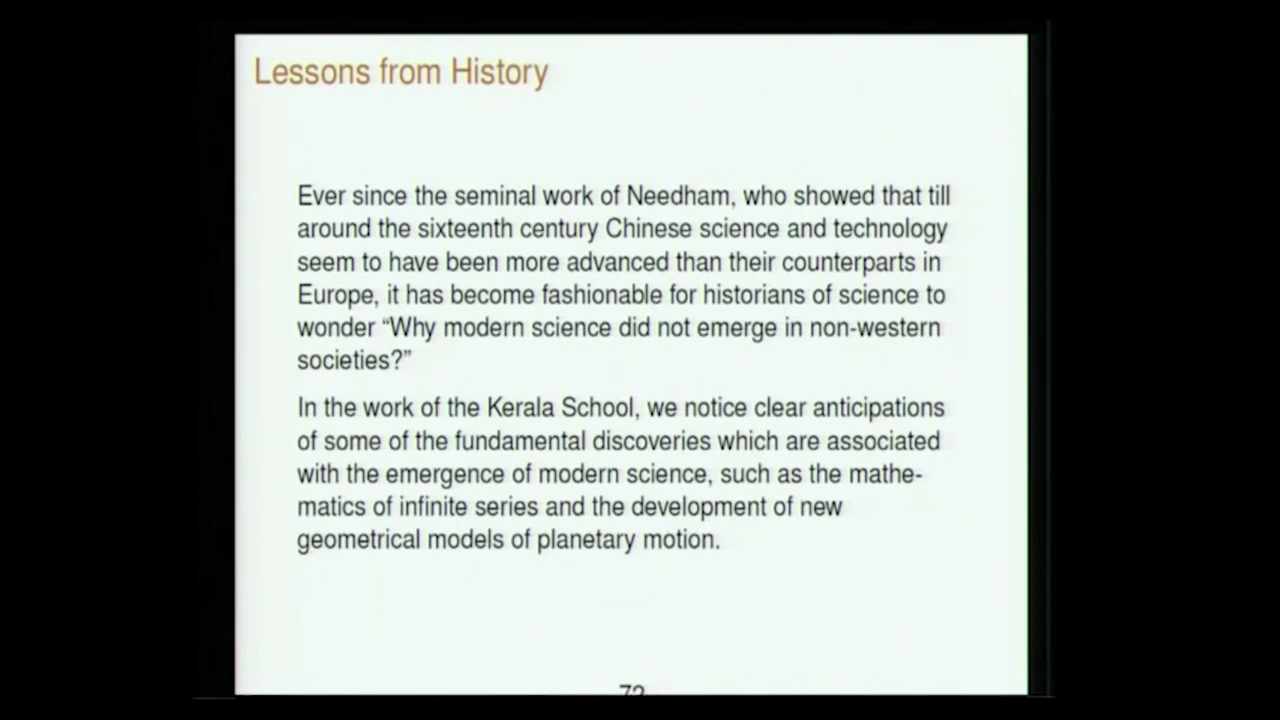 Lessons from History
Ever since the seminal work of Needham, who showed that till
around the sixteenth century Chinese science and technology
seem to have been more advanced than their counterparts in
Europe, it has become fashionable for historians of science to
wonder “Why modern science did not emerge in non-western
societies?”
In the work of the Kerala School, we notice clear anticipations
of some of the fundamental discoveries which are associated
with the emergence of modern science, such as the mathe-
matics of infinite series and the development of new
geometrical models of planetary motion.